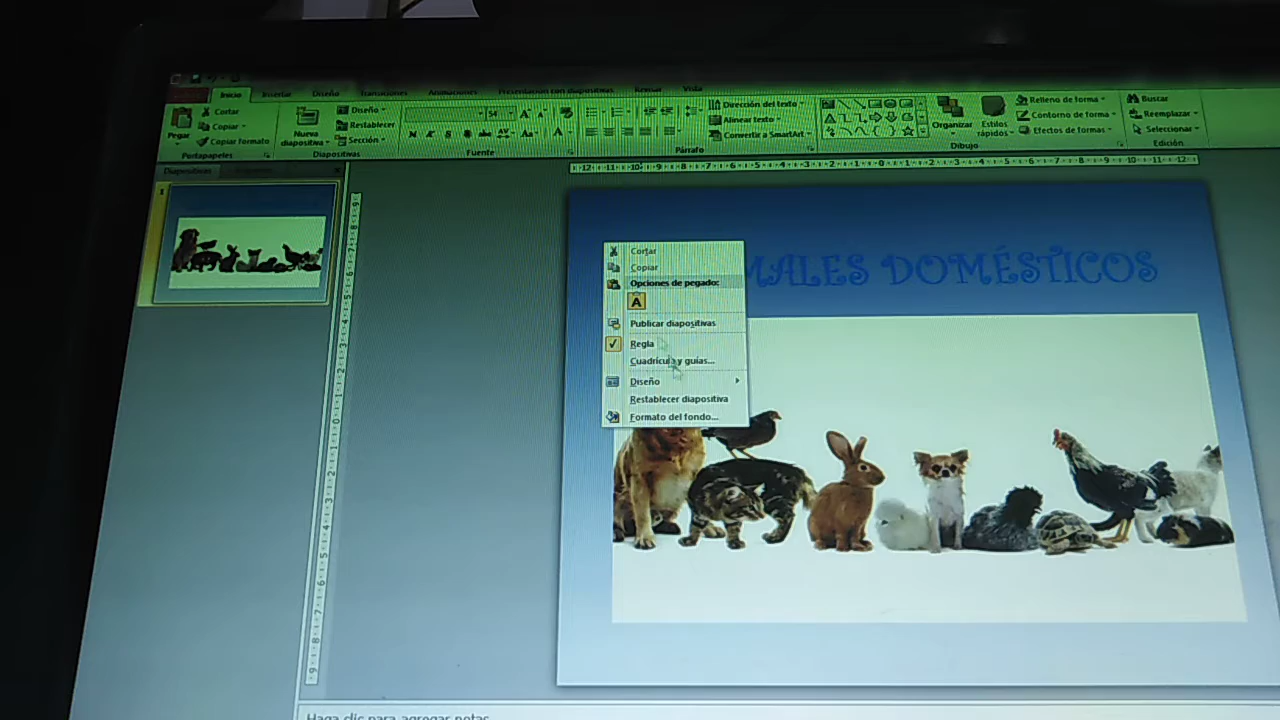 Inicio Insertar Diseño Transiciones Animaciones Presentación con diapositivas Revisar Vista
Pegar
Cortar
Copiar
Copiar formato
Portapapeles
Nueva
diapositiva
Diseño
Restablecer
Sección
Diapositivas
54
Fuente
Dirección del texto
Alinear texto
Convertir a SmartArt
Párrafo
Organizar
Estilos
rápidos
Relleno de forma
Contorno de forma
Efectos de formas
Dibujo
Buscar
Reemplazar
Seleccionar
Edición
Diapositivas
1
MALES DOMÉSTICOS
Cortar
Copiar
Opciones de pegado:
A
Publicar diapositivas
Regla
Cuadrícula y guías...
Diseño
Restablecer diapositiva
Formato del fondo...
Haga clic para agregar notas